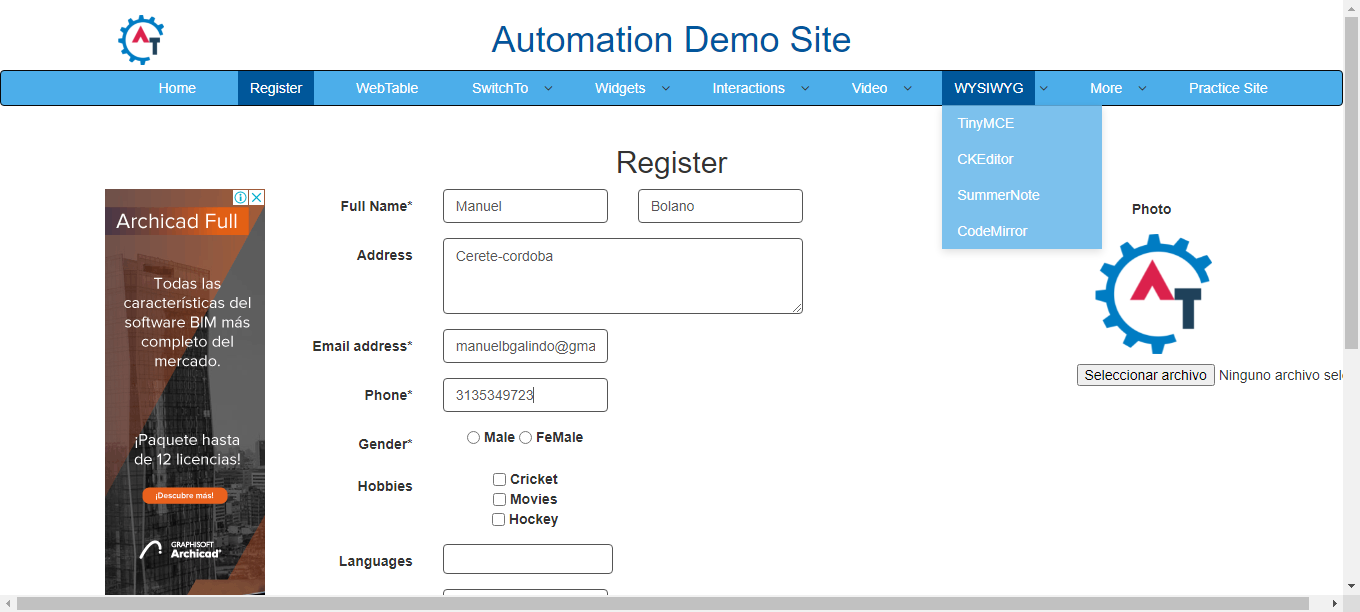 Automation Demo Site
Home Register WebTable SwitchTo Widgets Interactions Video WYSIWYG More Practice Site
TinyMCE
CKEditor
SummerNote
CodeMirror
Register
Archicad Full
Todas las
características del
software BIM más
completo del
mercado.
¡Paquete hasta
de 12 licencias!
¡Descubre más!
GRAPHISOFT
Archicad
Full Name* Manuel Bolano
Address Cerete-cordoba
Email address* manuelbgalindo@gma
Phone* 3135349723
Gender* Male FeMale
Hobbies Cricket
Movies
Hockey
Languages
Photo
AT
Seleccionar archivo Ninguno archivo sel